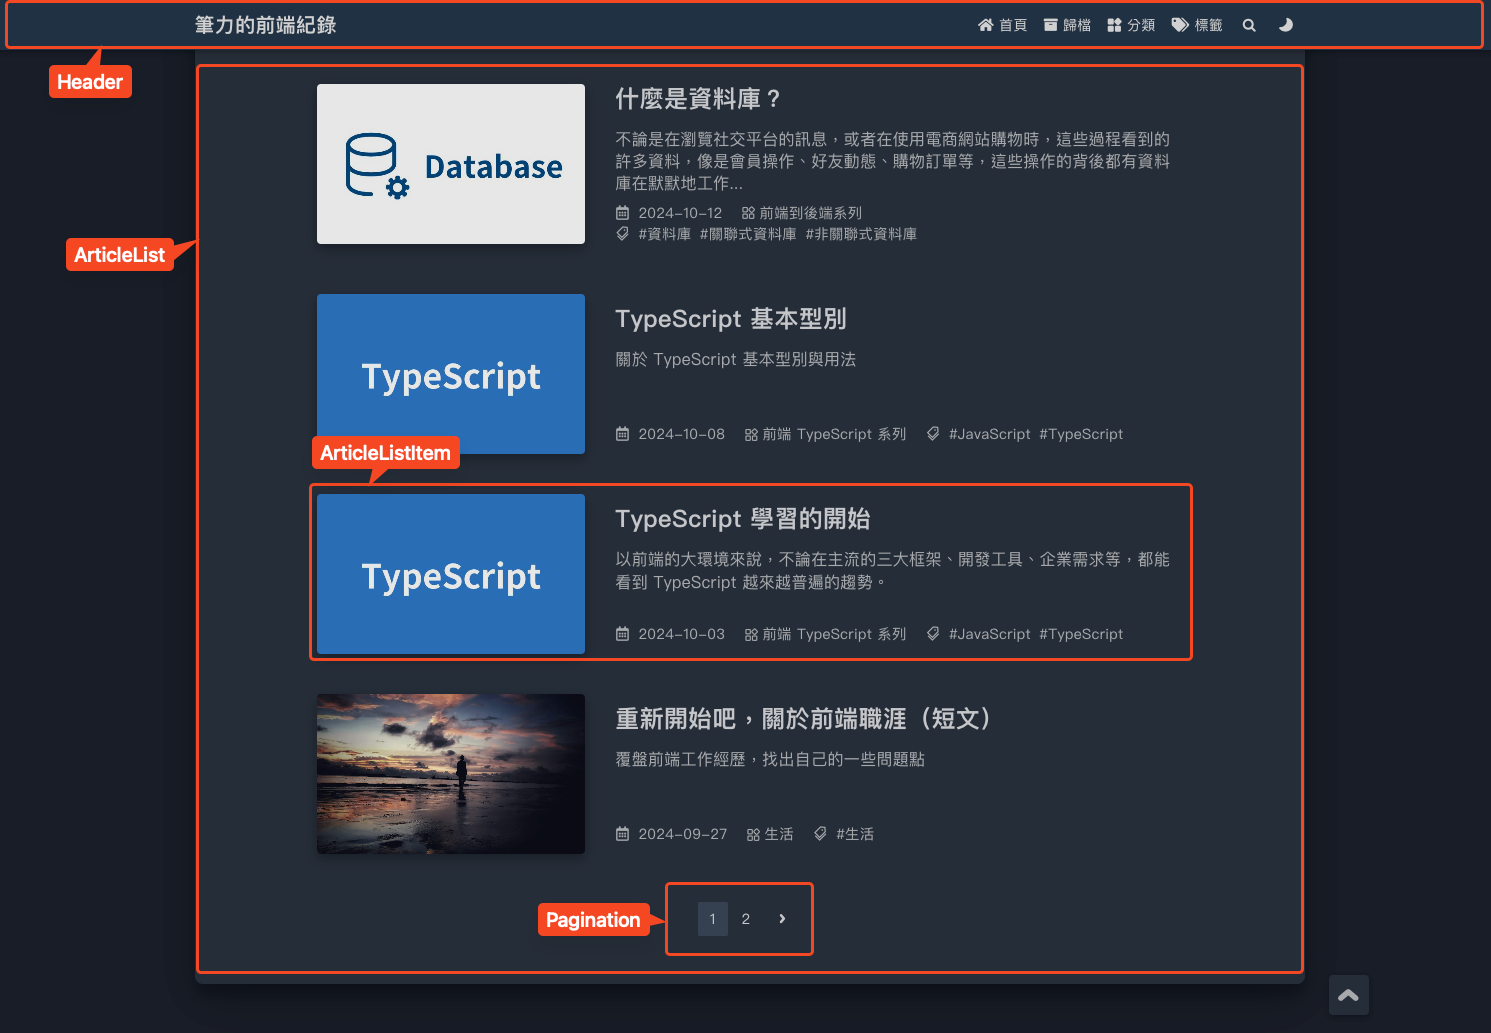 筆力的前端紀錄
首頁 歸檔 分類 標籤
Header
什麼是資料庫？
Database
不論是在瀏覽社交平台的訊息，或者在使用電商網站購物時，這些過程看到的
許多資料，像是會員操作、好友動態、購物訂單等，這些操作的背後都有資料
庫在默默地工作...
2024-10-12 前端到後端系列
#資料庫 #關聯式資料庫 #非關聯式資料庫
ArticleList
TypeScript 基本型別
關於 TypeScript 基本型別與用法
TypeScript
2024-10-08 前端 TypeScript 系列 #JavaScript #TypeScript
ArticleListItem
TypeScript 學習的開始
以前端的大環境來說，不論在主流的三大框架、開發工具、企業需求等，都能
看到 TypeScript 越來越普遍的趨勢。
TypeScript
2024-10-03 前端 TypeScript 系列 #JavaScript #TypeScript
重新開始吧，關於前端職涯（短文）
覆盤前端工作經歷，找出自己的一些問題點
2024-09-27 生活 #生活
Pagination
1 2